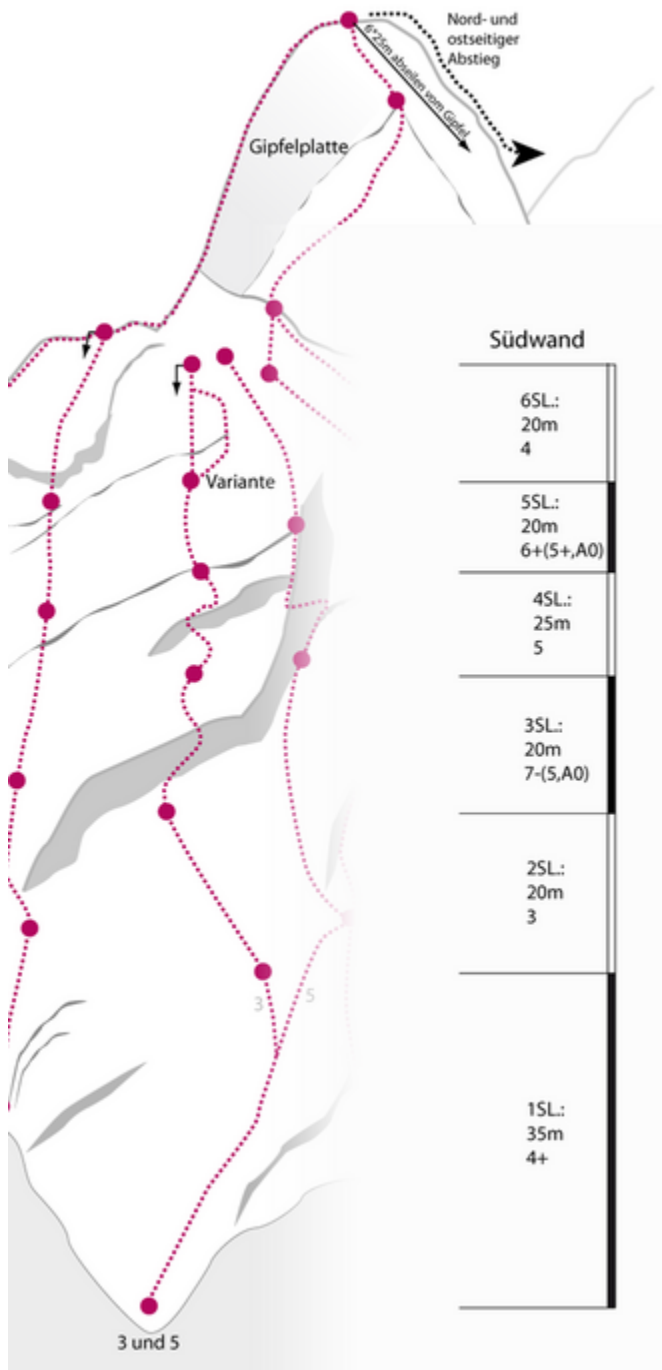 Nord- und
ostseitiger
Abstieg
6*25m abseilen vom Gipfel
Gipfelplatte
Variante
3
5
3 und 5
Südwand
6SL.:
20m
4
5SL.:
20m
6+(5+,A0)
4SL.:
25m
5
3SL.:
20m
7-(5,A0)
2SL.:
20m
3
1SL.:
35m
4+